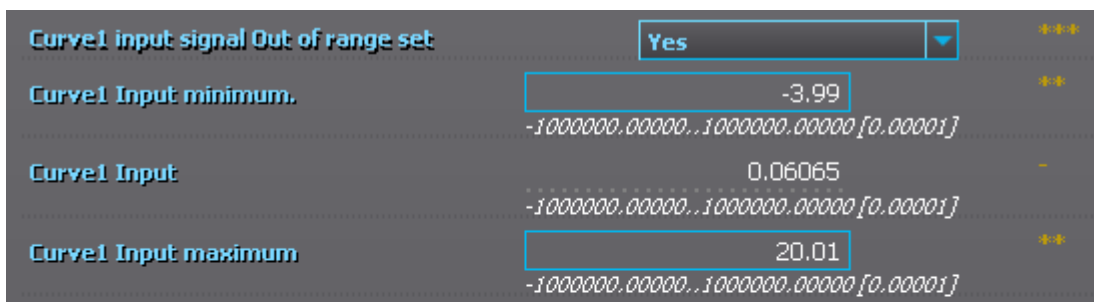 Curve1 input signal Out of range set Yes ***
Curve1 Input minimum. -3.99 **
-1000000.00000..1000000.00000 [0.00001]
Curve1 Input 0.06065 -
-1000000.00000..1000000.00000 [0.00001]
Curve1 Input maximum 20.01 **
-1000000.00000..1000000.00000 [0.00001]